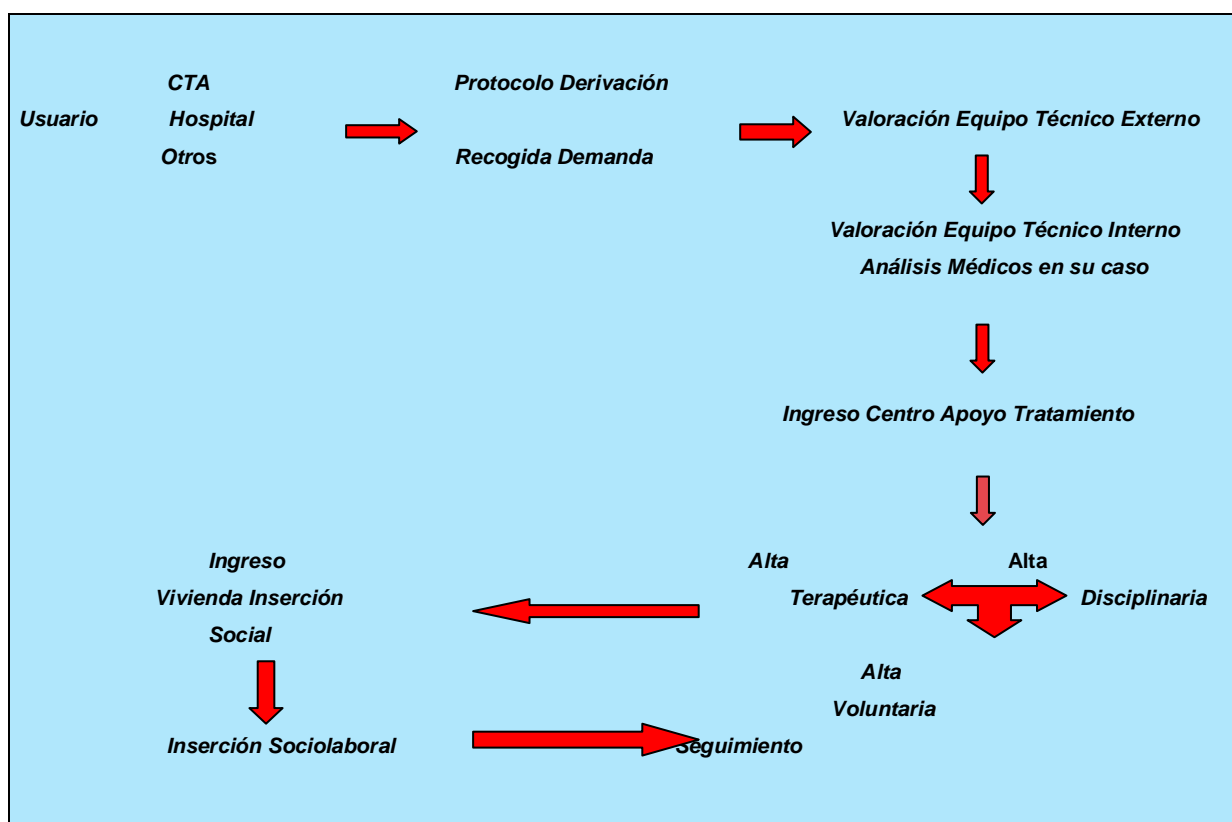 CTA
Usuario Hospital
Otros
Protocolo Derivación
Recogida Demanda
Valoración Equipo Técnico Externo
Valoración Equipo Técnico Interno
Análisis Médicos en su caso
Ingreso Centro Apoyo Tratamiento
Alta Alta
Terapéutica Disciplinaria
Alta
Voluntaria
Ingreso
Vivienda Inserción
Social
Inserción Sociolaboral
Seguimiento